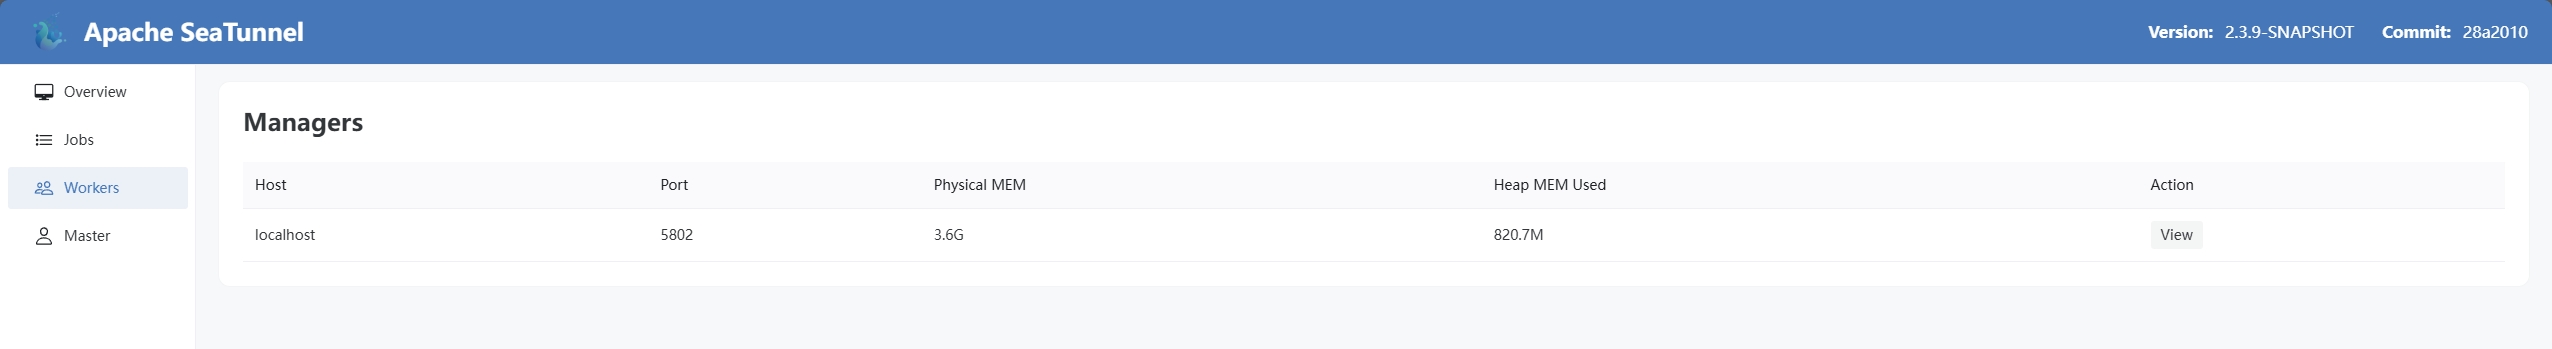 Apache SeaTunnel
Version: 2.3.9-SNAPSHOT Commit: 28a2010
Overview
Jobs
Workers
Master
Managers
Host Port Physical MEM Heap MEM Used Action
localhost 5802 3.6G 820.7M View